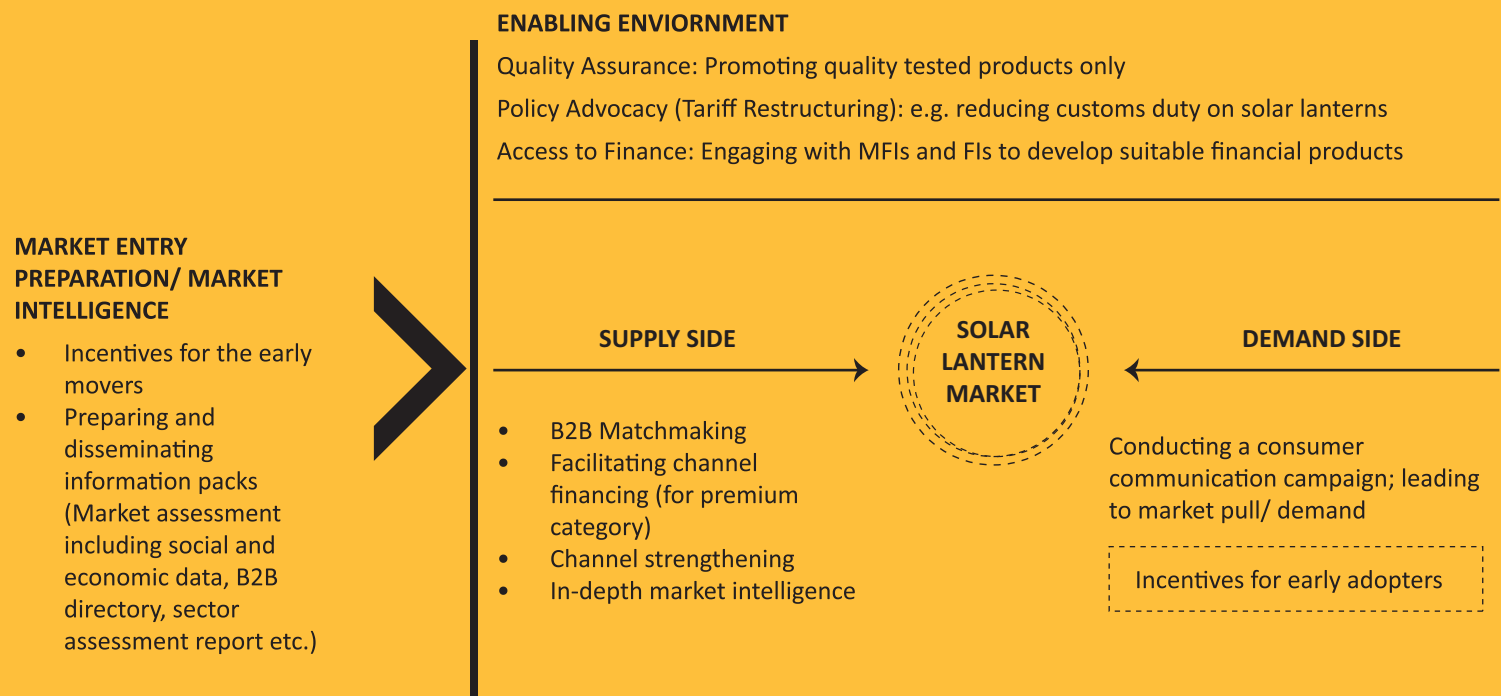 ENABLING ENVIORNMENT
Quality Assurance: Promoting quality tested products only
Policy Advocacy (Tariff Restructuring): e.g. reducing customs duty on solar lanterns
Access to Finance: Engaging with MFIs and FIs to develop suitable financial products
MARKET ENTRY
PREPARATION/ MARKET
INTELLIGENCE
• Incentives for the early
movers
• Preparing and
disseminating
information packs
(Market assessment
including social and
economic data, B2B
directory, sector
assessment report etc.)
SUPPLY SIDE
• B2B Matchmaking
• Facilitating channel
financing (for premium
category)
• Channel strengthening
• In-depth market intelligence
SOLAR
LANTERN
MARKET
DEMAND SIDE
Conducting a consumer
communication campaign; leading
to market pull/ demand
Incentives for early adopters